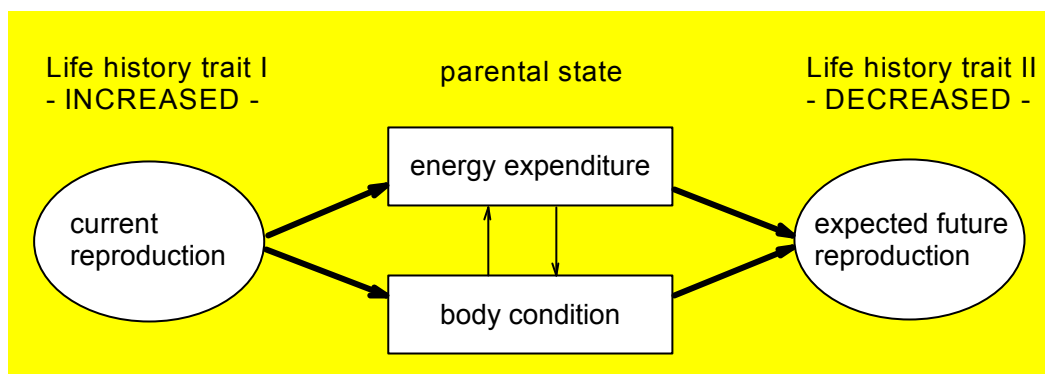 Life history trait I
- INCREASED -
parental state
Life history trait II
- DECREASED -
energy expenditure
current
reproduction
expected future
reproduction
body condition